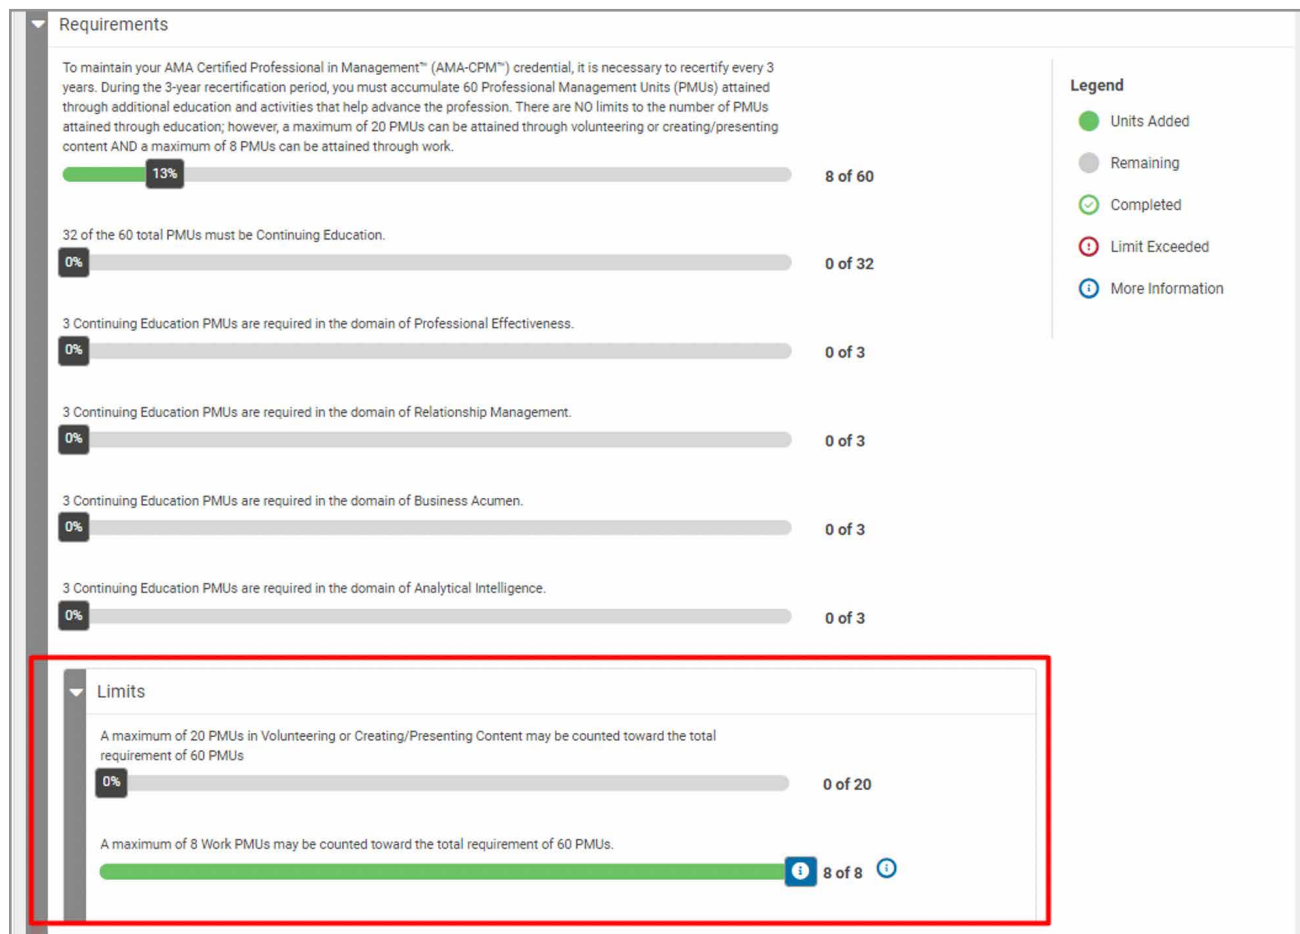 Requirements
To maintain your AMA Certified Professional in Management™ (AMA-CPM™) credential, it is necessary to recertify every 3
years. During the 3-year recertification period, you must accumulate 60 Professional Management Units (PMUs) attained
through additional education and activities that help advance the profession. There are NO limits to the number of PMUs
attained through education; however, a maximum of 20 PMUs can be attained through volunteering or creating/presenting
content AND a maximum of 8 PMUs can be attained through work.
13%
8 of 60
32 of the 60 total PMUs must be Continuing Education.
0%
0 of 32
3 Continuing Education PMUs are required in the domain of Professional Effectiveness.
0%
0 of 3
3 Continuing Education PMUs are required in the domain of Relationship Management.
0%
0 of 3
3 Continuing Education PMUs are required in the domain of Business Acumen.
0%
0 of 3
3 Continuing Education PMUs are required in the domain of Analytical Intelligence.
0%
0 of 3
Limits
A maximum of 20 PMUs in Volunteering or Creating/Presenting Content may be counted toward the total
requirement of 60 PMUs
0%
0 of 20
A maximum of 8 Work PMUs may be counted toward the total requirement of 60 PMUs.
8 of 8
Legend
Units Added
Remaining
Completed
Limit Exceeded
More Information